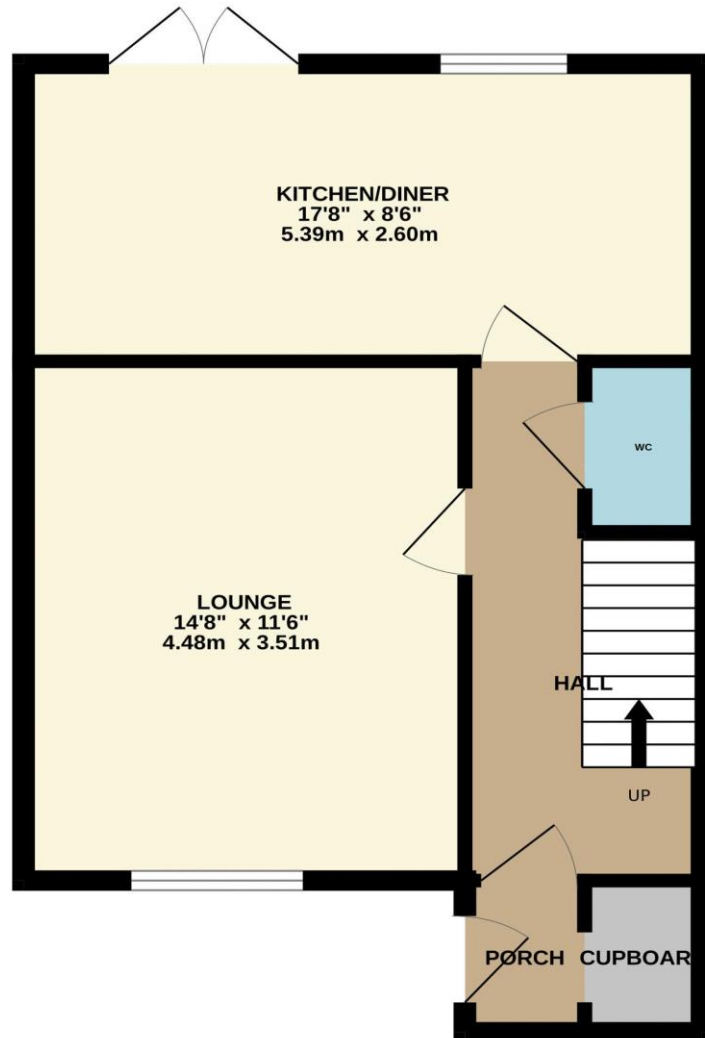 KITCHEN/DINER
17'8" x 8'6"
5.39m x 2.60m
WC
LOUNGE
14'8" x 11'6"
4.48m x 3.51m
HALL
UP
PORCH
CUPBOAR